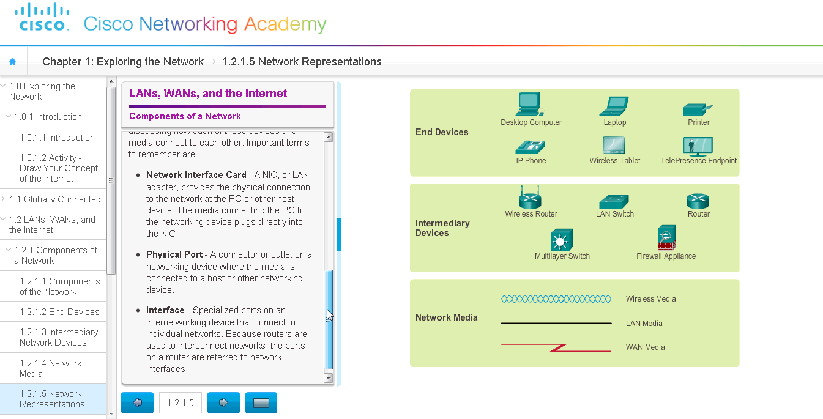 cisco. Cisco Networking Academy
Chapter 1: Exploring the Network > 1.2.1.5 Network Representations
1.0 Exploring the
Network
1.0.1 Introduction
1.0.1.1 Introduction
1.0.1.2 Activity -
Draw Your Concept
of the Internet
1.1 Globally Connected
1.2 LANs, WANs, and
the Internet
1.2.1 Components of
a Network
1.2.1.1 Components
of the Network
1.2.1.2 End Devices
1.2.1.3 Intermediary
Network Devices
1.2.1.4 Network
Media
1.2.1.5 Network
Representations
LANs, WANs, and the Internet
Components of a Network
media connect to each other. Important terms
to remember are:
Network Interface Card - A NIC, or LAN
adapter, provides the physical connection
to the network at the PC or other host
device. The media connecting the PC to
the networking device plugs directly into
the NIC.
Physical Port - A connector or outlet on a
networking device where the media is
connected to a host or other networking
device.
Interface - Specialized ports on an
internetworking device that connect to
individual networks. Because routers are
used to interconnect networks, the ports
on a router are referred to network
interfaces.
1.2.1.5
End Devices
Desktop Computer
Laptop
Printer
IP Phone
Wireless Tablet
TelePresence Endpoint
Intermediary
Devices
Wireless Router
LAN Switch
Router
Multilayer Switch
Firewall Appliance
Network Media
Wireless Media
LAN Media
WAN Media